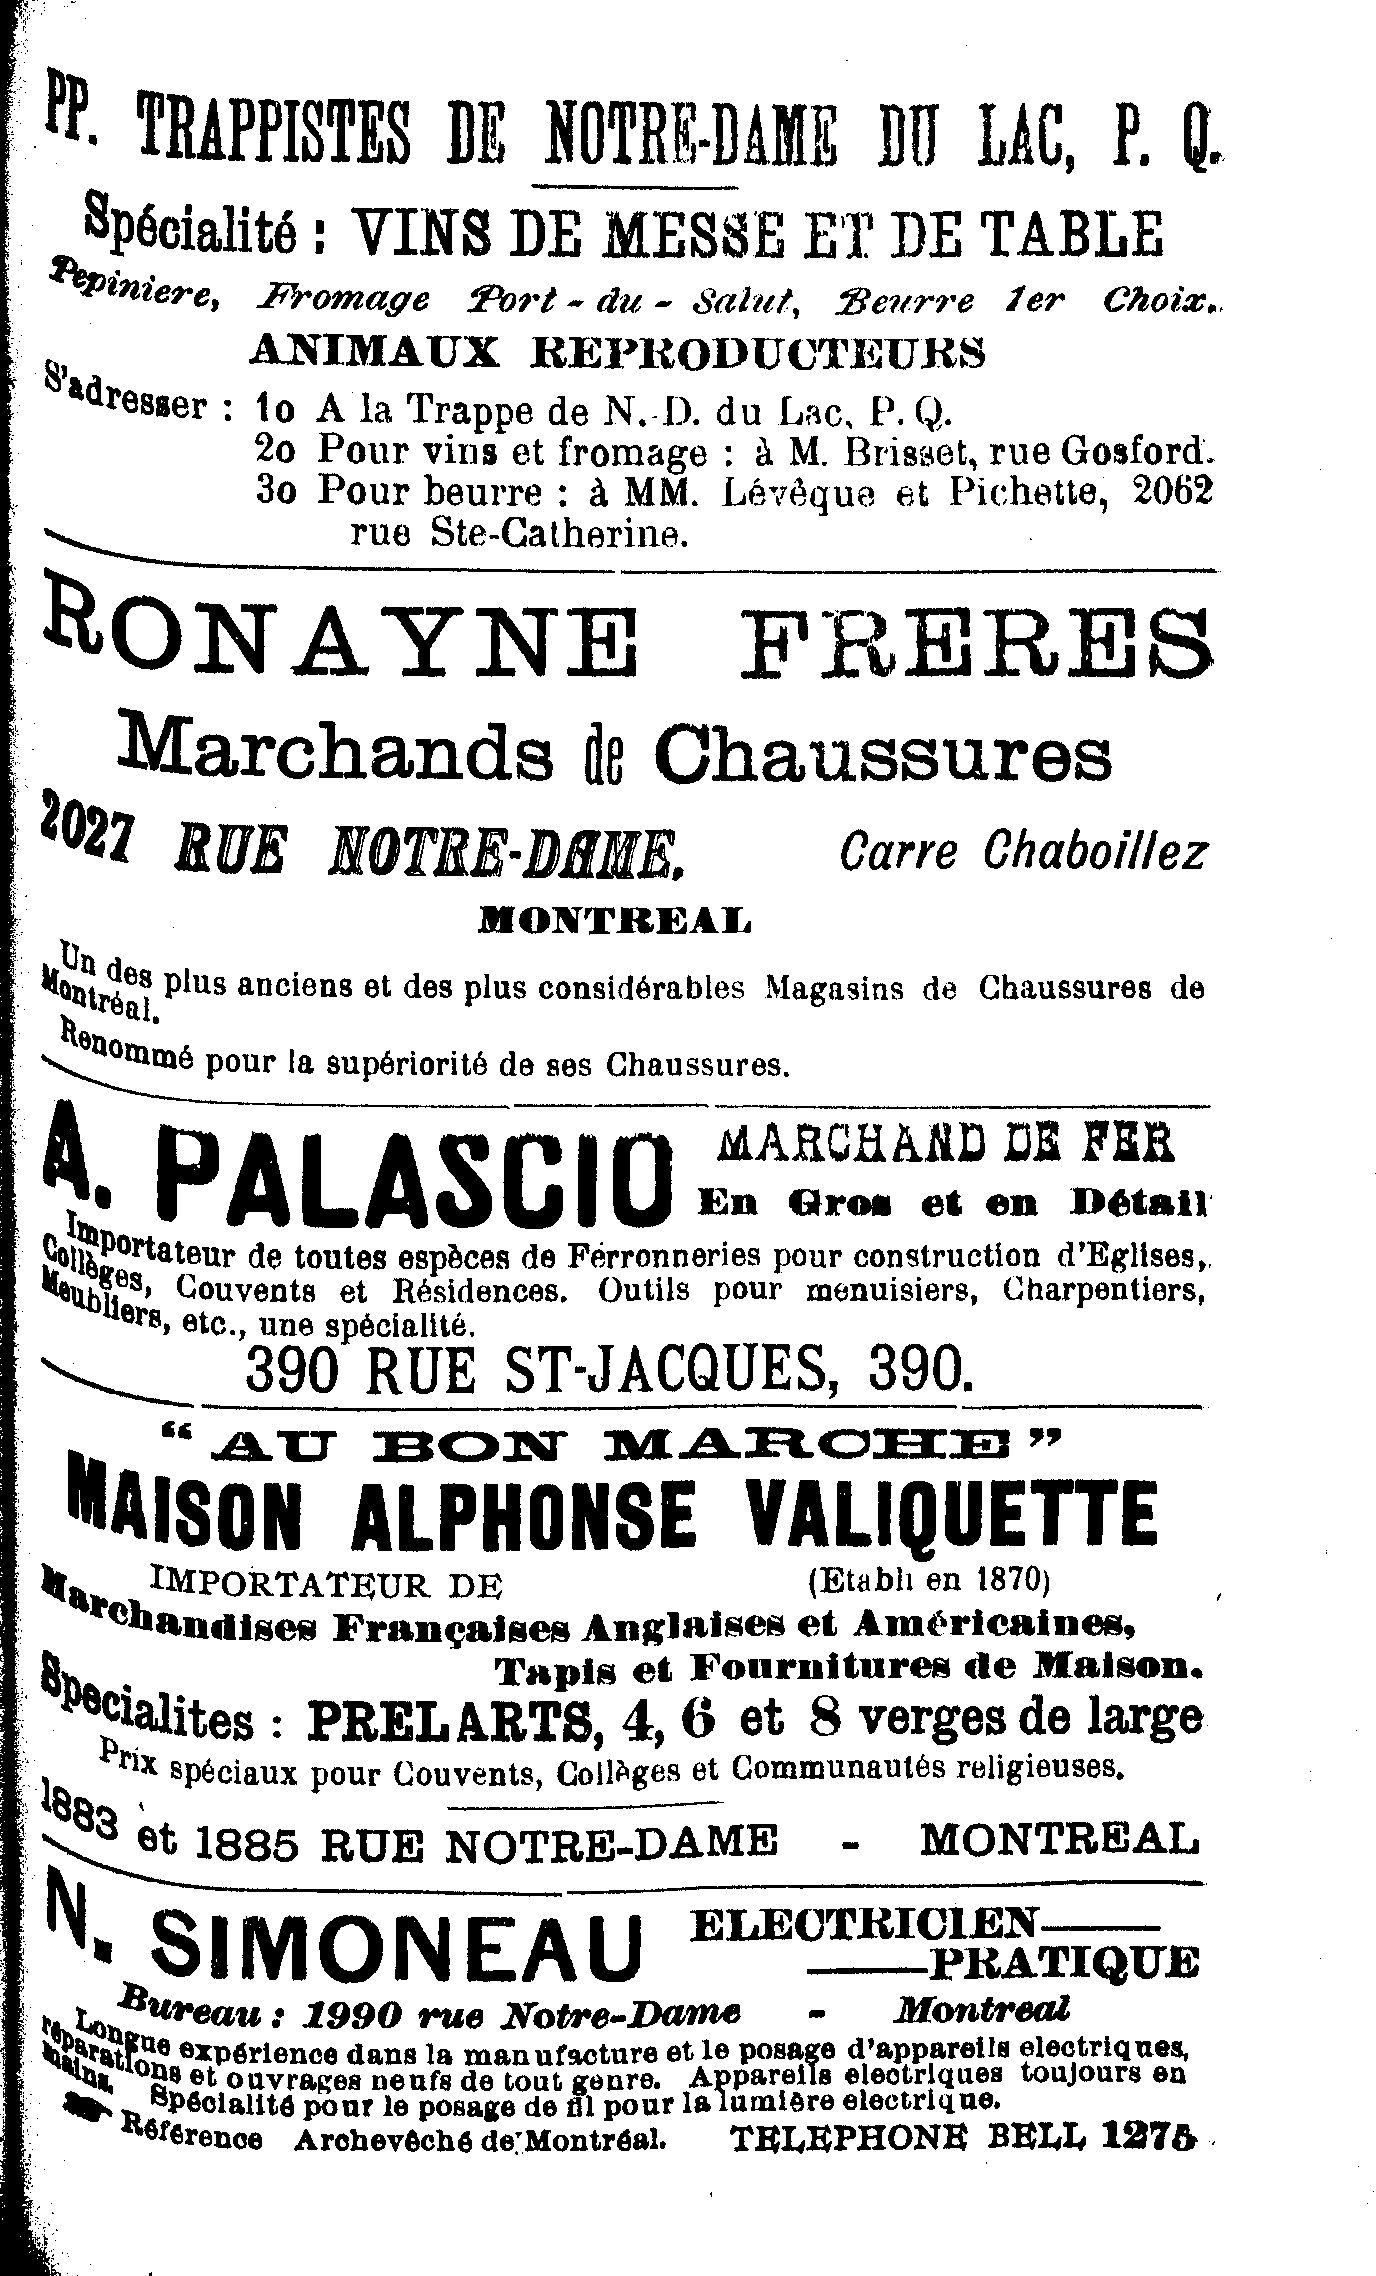 PP. TRAPPISTES DE NOTRE-DAME DU LAC, P. Q.
Spécialité : VINS DE MESSE ET DE TABLE
Pepiniere, Fromage Port-du-Salut, Beurre 1er Choix.
ANIMAUX REPRODUCTEURS
S'adresser : 1o A la Trappe de N.-D. du Lac, P. Q.
2o Pour vins et fromage : à M. Brisset, rue Gosford.
3o Pour beurre : à MM. Lévêque et Pichette, 2062
rue Ste-Catherine.
RONAYNE FRERES
Marchands de Chaussures
2027 RUE NOTRE-DAME. Carre Chaboillez
MONTREAL
Un des plus anciens et des plus considérables Magasins de Chaussures de
Montréal.
Renommé pour la supériorité de ses Chaussures.
A. PALASCIO MARCHAND DE FER
En Gros et en Détail
Importateur de toutes espèces de Ferronneries pour construction d'Eglises,
Collèges, Couvents et Résidences. Outils pour menuisiers, Charpentiers,
Meubliers, etc., une spécialité.
390 RUE ST-JACQUES, 390.
“ AU BON MARCHE ”
MAISON ALPHONSE VALIQUETTE
IMPORTATEUR DE (Etabli en 1870)
Marchandises Françaises Anglaises et Américaines,
Tapis et Fournitures de Maison.
Specialites : PRELARTS, 4, 6 et 8 verges de large
Prix spéciaux pour Couvents, Collèges et Communautés religieuses.
1883 et 1885 RUE NOTRE-DAME - MONTREAL
N. SIMONEAU ELECTRICIEN
PRATIQUE
Bureau : 1990 rue Notre-Dame - Montreal
Longue expérience dans la manufacture et le posage d'appareils electriques,
réparations et ouvrages neufs de tout genre. Appareils electriques toujours en
mains. Spécialité pour le posage de fil pour la lumière electrique.
Référence Archevêché de Montréal. TELEPHONE BELL 1275